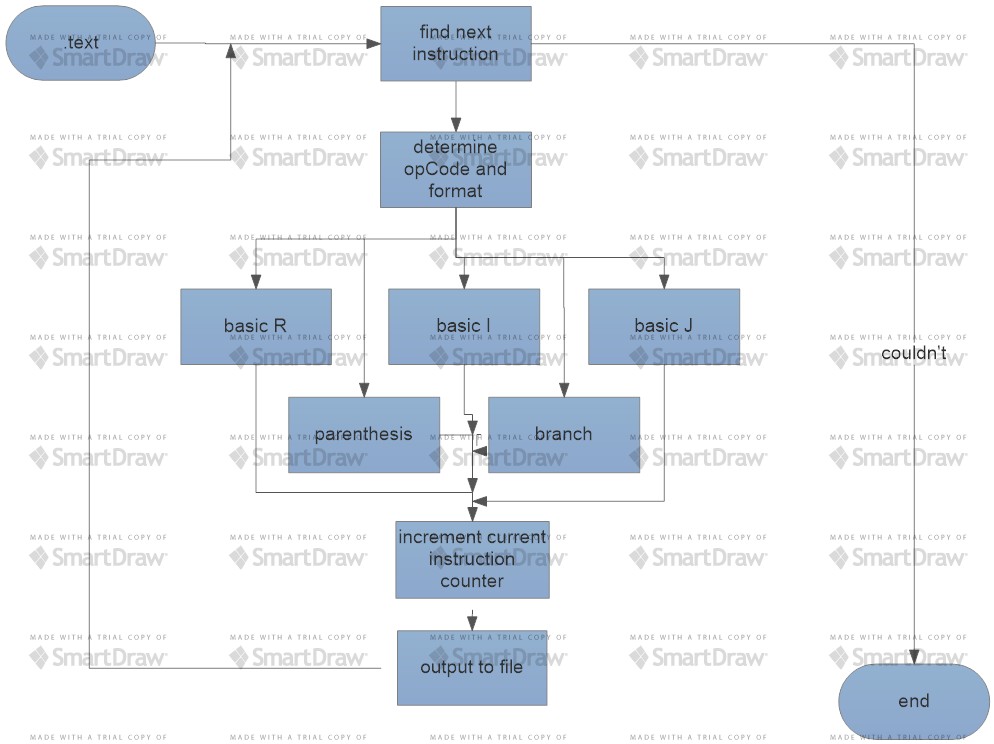 .text
find next
instruction
determine
opCode and
format
basic R
basic I
basic J
couldn't
parenthesis
branch
increment current
instruction
counter
output to file
end
MADE WITH A TRIAL COPY OF
SmartDraw